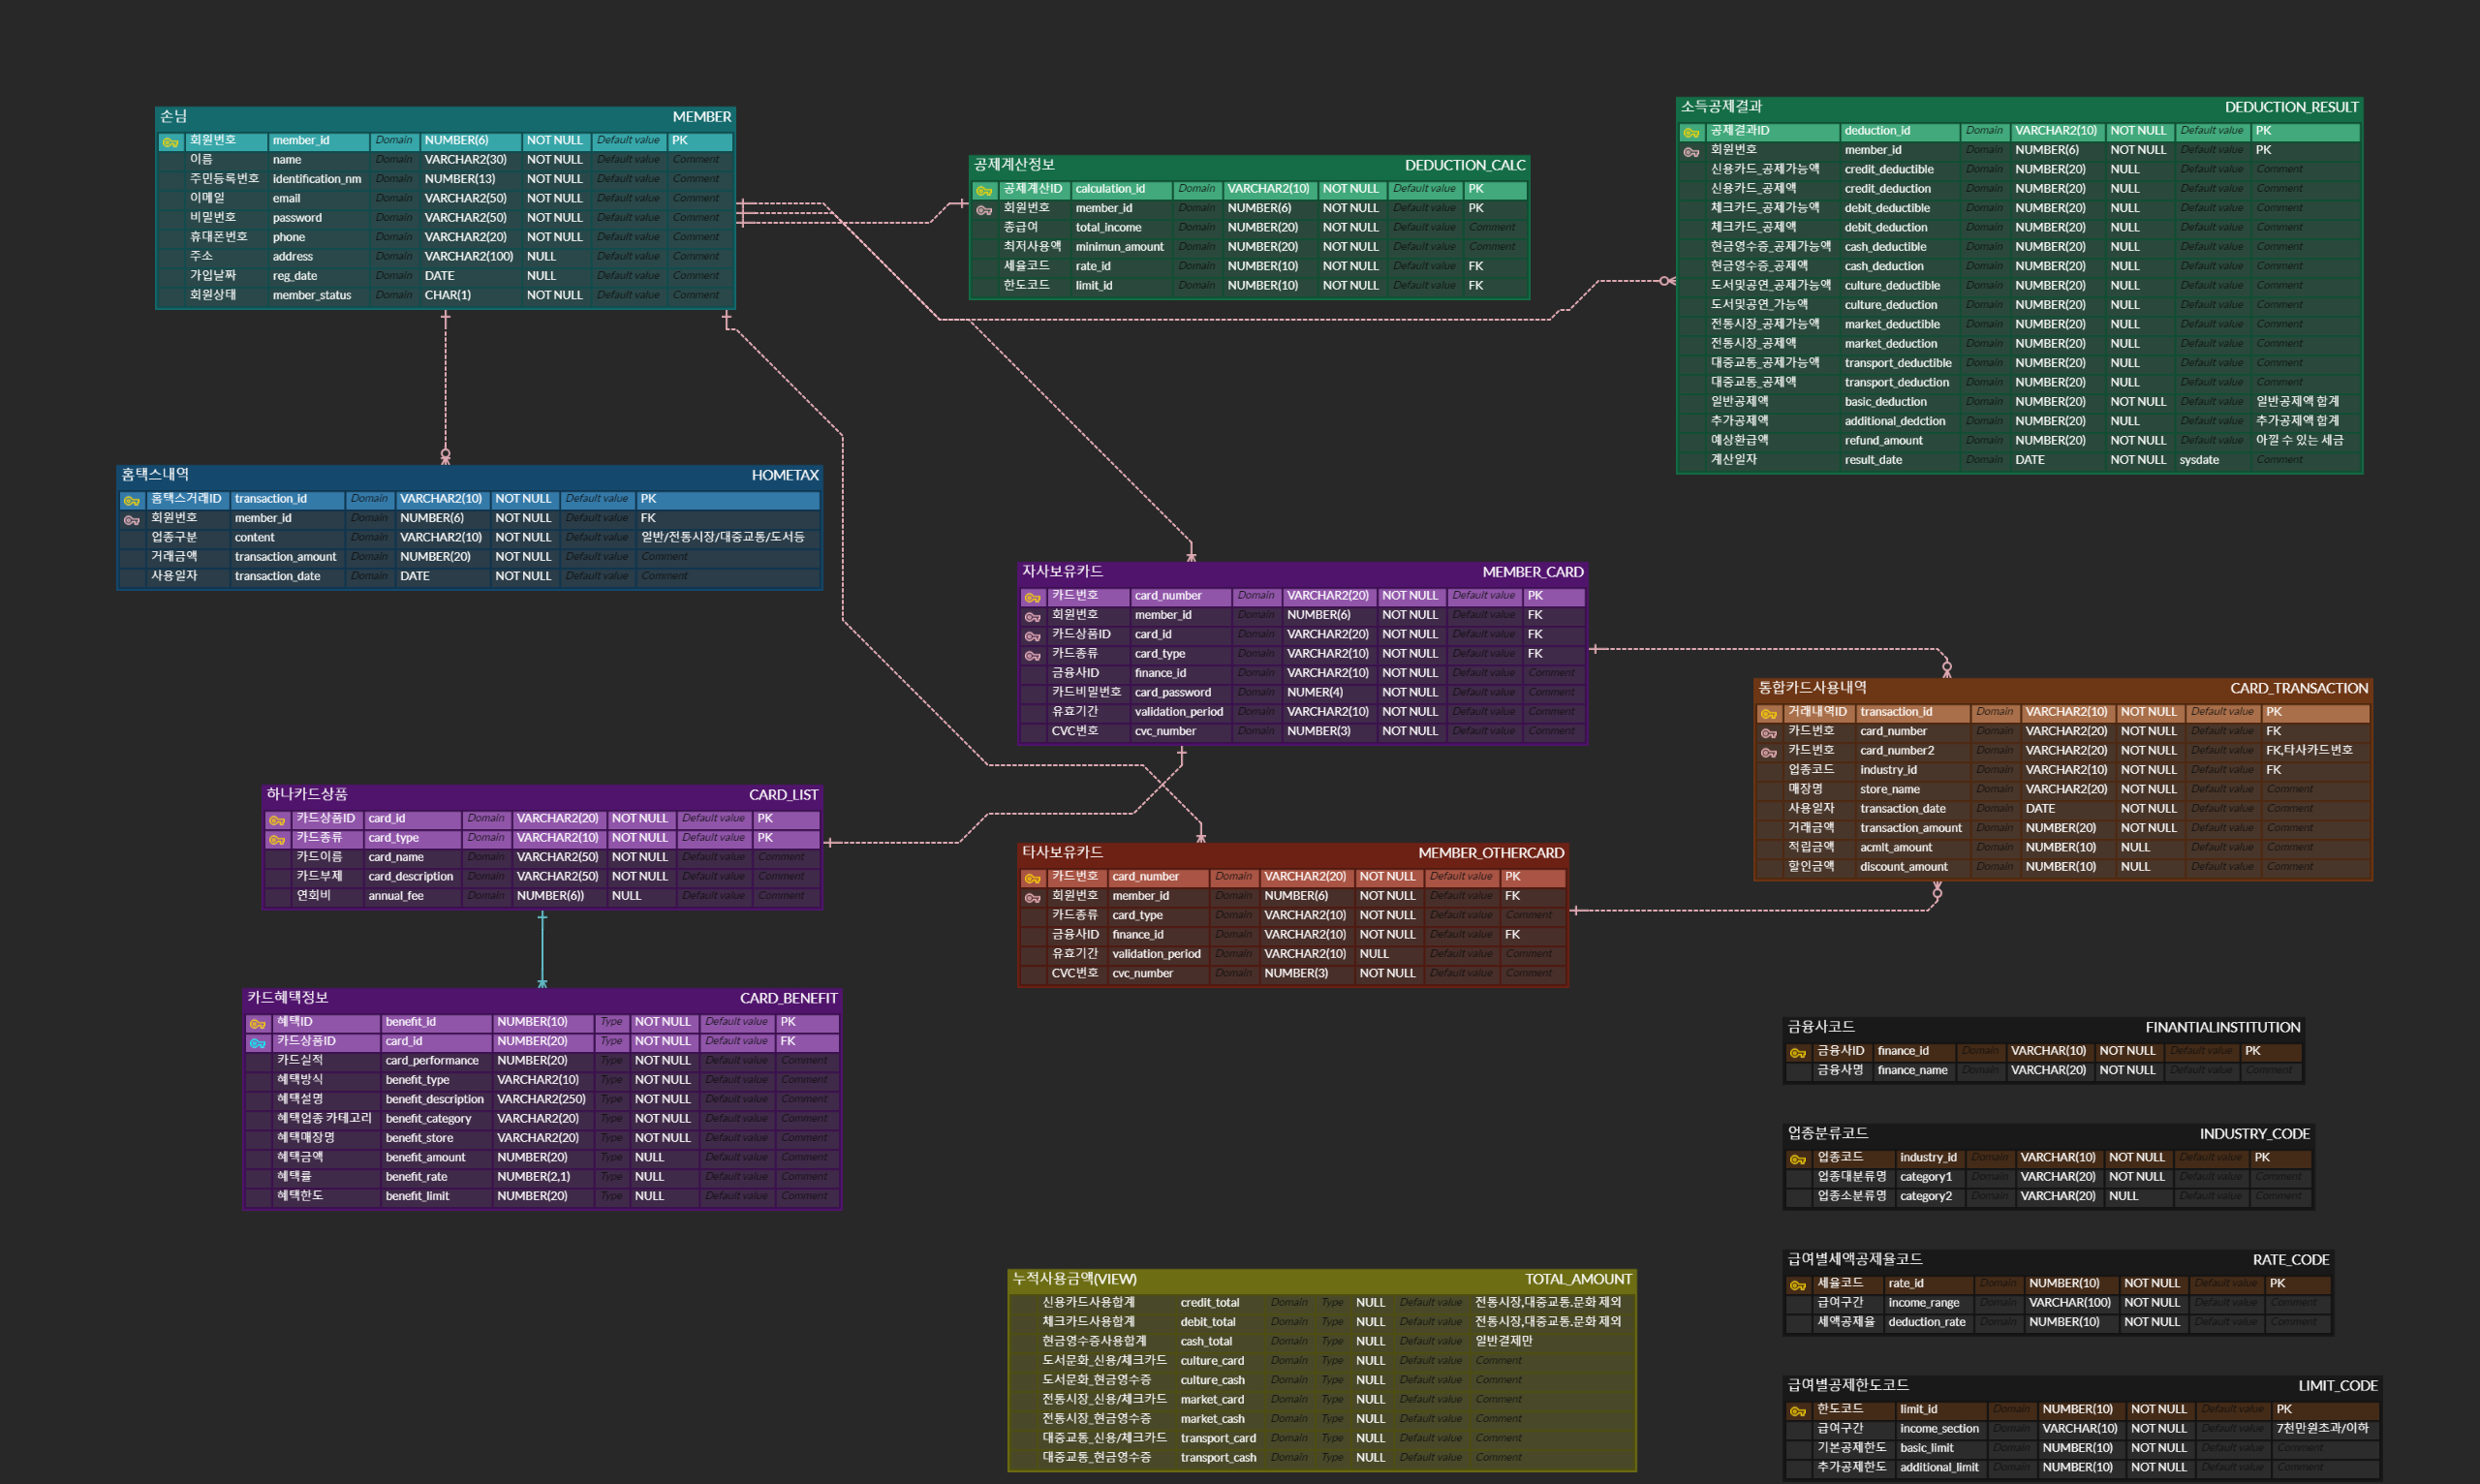 손님 MEMBER
회원번호 member_id Domain NUMBER(6) NOT NULL Default value PK
이름 name Domain VARCHAR2(30) NOT NULL Default value Comment
주민등록번호 identification_nm Domain NUMBER(13) NOT NULL Default value Comment
이메일 email Domain VARCHAR2(50) NOT NULL Default value Comment
비밀번호 password Domain VARCHAR2(50) NOT NULL Default value Comment
휴대폰번호 phone Domain VARCHAR2(20) NOT NULL Default value Comment
주소 address Domain VARCHAR2(100) NULL Default value Comment
가입날짜 reg_date Domain DATE NULL Default value Comment
회원상태 member_status Domain CHAR(1) NOT NULL Default value Comment
공제계산정보 DEDUCTION_CALC
공제계산ID calculation_id Domain VARCHAR2(10) NOT NULL Default value PK
회원번호 member_id Domain NUMBER(6) NOT NULL Default value PK
총급여 total_income Domain NUMBER(20) NOT NULL Default value Comment
최저사용액 minimun_amount Domain NUMBER(20) NOT NULL Default value Comment
세율코드 rate_id Domain NUMBER(10) NOT NULL Default value FK
한도코드 limit_id Domain NUMBER(10) NOT NULL Default value FK
소득공제결과 DEDUCTION_RESULT
공제결과ID deduction_id Domain VARCHAR2(10) NOT NULL Default value PK
회원번호 member_id Domain NUMBER(6) NOT NULL Default value PK
신용카드_공제가능액 credit_deductible Domain NUMBER(20) NULL Default value Comment
신용카드_공제액 credit_deduction Domain NUMBER(20) NULL Default value Comment
체크카드_공제가능액 debit_deductible Domain NUMBER(20) NULL Default value Comment
체크카드_공제액 debit_deduction Domain NUMBER(20) NULL Default value Comment
현금영수증_공제가능액 cash_deductible Domain NUMBER(20) NULL Default value Comment
현금영수증_공제액 cash_deduction Domain NUMBER(20) NULL Default value Comment
도서및공연_공제가능액 culture_deductible Domain NUMBER(20) NULL Default value Comment
도서및공연_가능액 culture_deduction Domain NUMBER(20) NULL Default value Comment
전통시장_공제가능액 market_deductible Domain NUMBER(20) NULL Default value Comment
전통시장_공제액 market_deduction Domain NUMBER(20) NULL Default value Comment
대중교통_공제가능액 transport_deductible Domain NUMBER(20) NULL Default value Comment
대중교통_공제액 transport_deduction Domain NUMBER(20) NULL Default value Comment
일반공제액 basic_deduction Domain NUMBER(20) NOT NULL Default value 일반공제액 합계
추가공제액 additional_dedction Domain NUMBER(20) NULL Default value 추가공제액 합계
예상환급액 refund_amount Domain NUMBER(20) NOT NULL Default value 아낄 수 있는 세금
계산일자 result_date Domain DATE NOT NULL sysdate Comment
홈택스내역 HOMETAX
홈택스거래ID transaction_id Domain VARCHAR2(10) NOT NULL Default value PK
회원번호 member_id Domain NUMBER(6) NOT NULL Default value FK
업종구분 content Domain VARCHAR2(10) NOT NULL Default value 일반/전통시장/대중교통/도서등
거래금액 transaction_amount Domain NUMBER(20) NOT NULL Default value Comment
사용일자 transaction_date Domain DATE NOT NULL Default value Comment
자사보유카드 MEMBER_CARD
카드번호 card_number Domain VARCHAR2(20) NOT NULL Default value PK
회원번호 member_id Domain NUMBER(6) NOT NULL Default value FK
카드상품ID card_id Domain VARCHAR2(20) NOT NULL Default value FK
카드종류 card_type Domain VARCHAR2(10) NOT NULL Default value FK
금융사ID finance_id Domain VARCHAR2(10) NOT NULL Default value Comment
카드비밀번호 card_password Domain NUMER(4) NOT NULL Default value Comment
유효기간 validation_period Domain VARCHAR2(10) NOT NULL Default value Comment
CVC번호 cvc_number Domain NUMBER(3) NOT NULL Default value Comment
통합카드사용내역 CARD_TRANSACTION
거래내역ID transaction_id Domain VARCHAR2(10) NOT NULL Default value PK
카드번호 card_number Domain VARCHAR2(20) NOT NULL Default value FK
카드번호 card_number2 Domain VARCHAR2(20) NOT NULL Default value FK,타사카드번호
업종코드 industry_id Domain VARCHAR2(10) NOT NULL Default value FK
매장명 store_name Domain VARCHAR2(20) NOT NULL Default value Comment
사용일자 transaction_date Domain DATE NOT NULL Default value Comment
거래금액 transaction_amount Domain NUMBER(20) NOT NULL Default value Comment
적립금액 acmlt_amount Domain NUMBER(10) NULL Default value Comment
할인금액 discount_amount Domain NUMBER(10) NULL Default value Comment
하나카드상품 CARD_LIST
카드상품ID card_id Domain VARCHAR2(20) NOT NULL Default value PK
카드종류 card_type Domain VARCHAR2(10) NOT NULL Default value PK
카드이름 card_name Domain VARCHAR2(50) NOT NULL Default value Comment
카드부제 card_description Domain VARCHAR2(50) NOT NULL Default value Comment
연회비 annual_fee Domain NUMBER(6)) NULL Default value Comment
타사보유카드 MEMBER_OTHERCARD
카드번호 card_number Domain VARCHAR2(20) NOT NULL Default value PK
회원번호 member_id Domain NUMBER(6) NOT NULL Default value FK
카드종류 card_type Domain VARCHAR2(10) NOT NULL Default value Comment
금융사ID finance_id Domain VARCHAR2(10) NOT NULL Default value FK
유효기간 validation_period Domain VARCHAR2(10) NULL Default value Comment
CVC번호 cvc_number Domain NUMBER(3) NOT NULL Default value Comment
카드혜택정보 CARD_BENEFIT
혜택ID benefit_id NUMBER(10) Type NOT NULL Default value PK
카드상품ID card_id NUMBER(20) Type NOT NULL Default value FK
카드실적 card_performance NUMBER(20) Type NOT NULL Default value Comment
혜택방식 benefit_type VARCHAR2(10) Type NOT NULL Default value Comment
혜택설명 benefit_description VARCHAR2(250) Type NOT NULL Default value Comment
혜택업종 카테고리 benefit_category VARCHAR2(20) Type NOT NULL Default value Comment
혜택매장명 benefit_store VARCHAR2(20) Type NOT NULL Default value Comment
혜택금액 benefit_amount NUMBER(20) Type NULL Default value Comment
혜택률 benefit_rate NUMBER(2,1) Type NULL Default value Comment
혜택한도 benefit_limit NUMBER(20) Type NULL Default value Comment
금융사코드 FINANTIALINSTITUTION
금융사ID finance_id Domain VARCHAR(10) NOT NULL Default value PK
금융사명 finance_name Domain VARCHAR(20) NOT NULL Default value Comment
업종분류코드 INDUSTRY_CODE
업종코드 industry_id Domain VARCHAR(10) NOT NULL Default value PK
업종대분류명 category1 Domain VARCHAR(20) NOT NULL Default value Comment
업종소분류명 category2 Domain VARCHAR(20) NULL Default value Comment
급여별세액공제율코드 RATE_CODE
세율코드 rate_id Domain NUMBER(10) NOT NULL Default value PK
급여구간 income_range Domain VARCHAR(100) NOT NULL Default value Comment
세액공제율 deduction_rate Domain NUMBER(10) NOT NULL Default value Comment
누적사용금액(VIEW) TOTAL_AMOUNT
신용카드사용합계 credit_total Domain Type NULL Default value 전통시장,대중교통.문화 제외
체크카드사용합계 debit_total Domain Type NULL Default value 전통시장,대중교통.문화 제외
현금영수증사용합계 cash_total Domain Type NULL Default value 일반결제만
도서문화_신용/체크카드 culture_card Domain Type NULL Default value Comment
도서문화_현금영수증 culture_cash Domain Type NULL Default value Comment
전통시장_신용/체크카드 market_card Domain Type NULL Default value Comment
전통시장_현금영수증 market_cash Domain Type NULL Default value Comment
대중교통_신용/체크카드 transport_card Domain Type NULL Default value Comment
대중교통_현금영수증 transport_cash Domain Type NULL Default value Comment
급여별공제한도코드 LIMIT_CODE
한도코드 limit_id Domain NUMBER(10) NOT NULL Default value PK
급여구간 income_section Domain VARCHAR(10) NOT NULL Default value 7천만원초과/이하
기본공제한도 basic_limit Domain NUMBER(10) NOT NULL Default value Comment
추가공제한도 additional_limit Domain NUMBER(10) NOT NULL Default value Comment